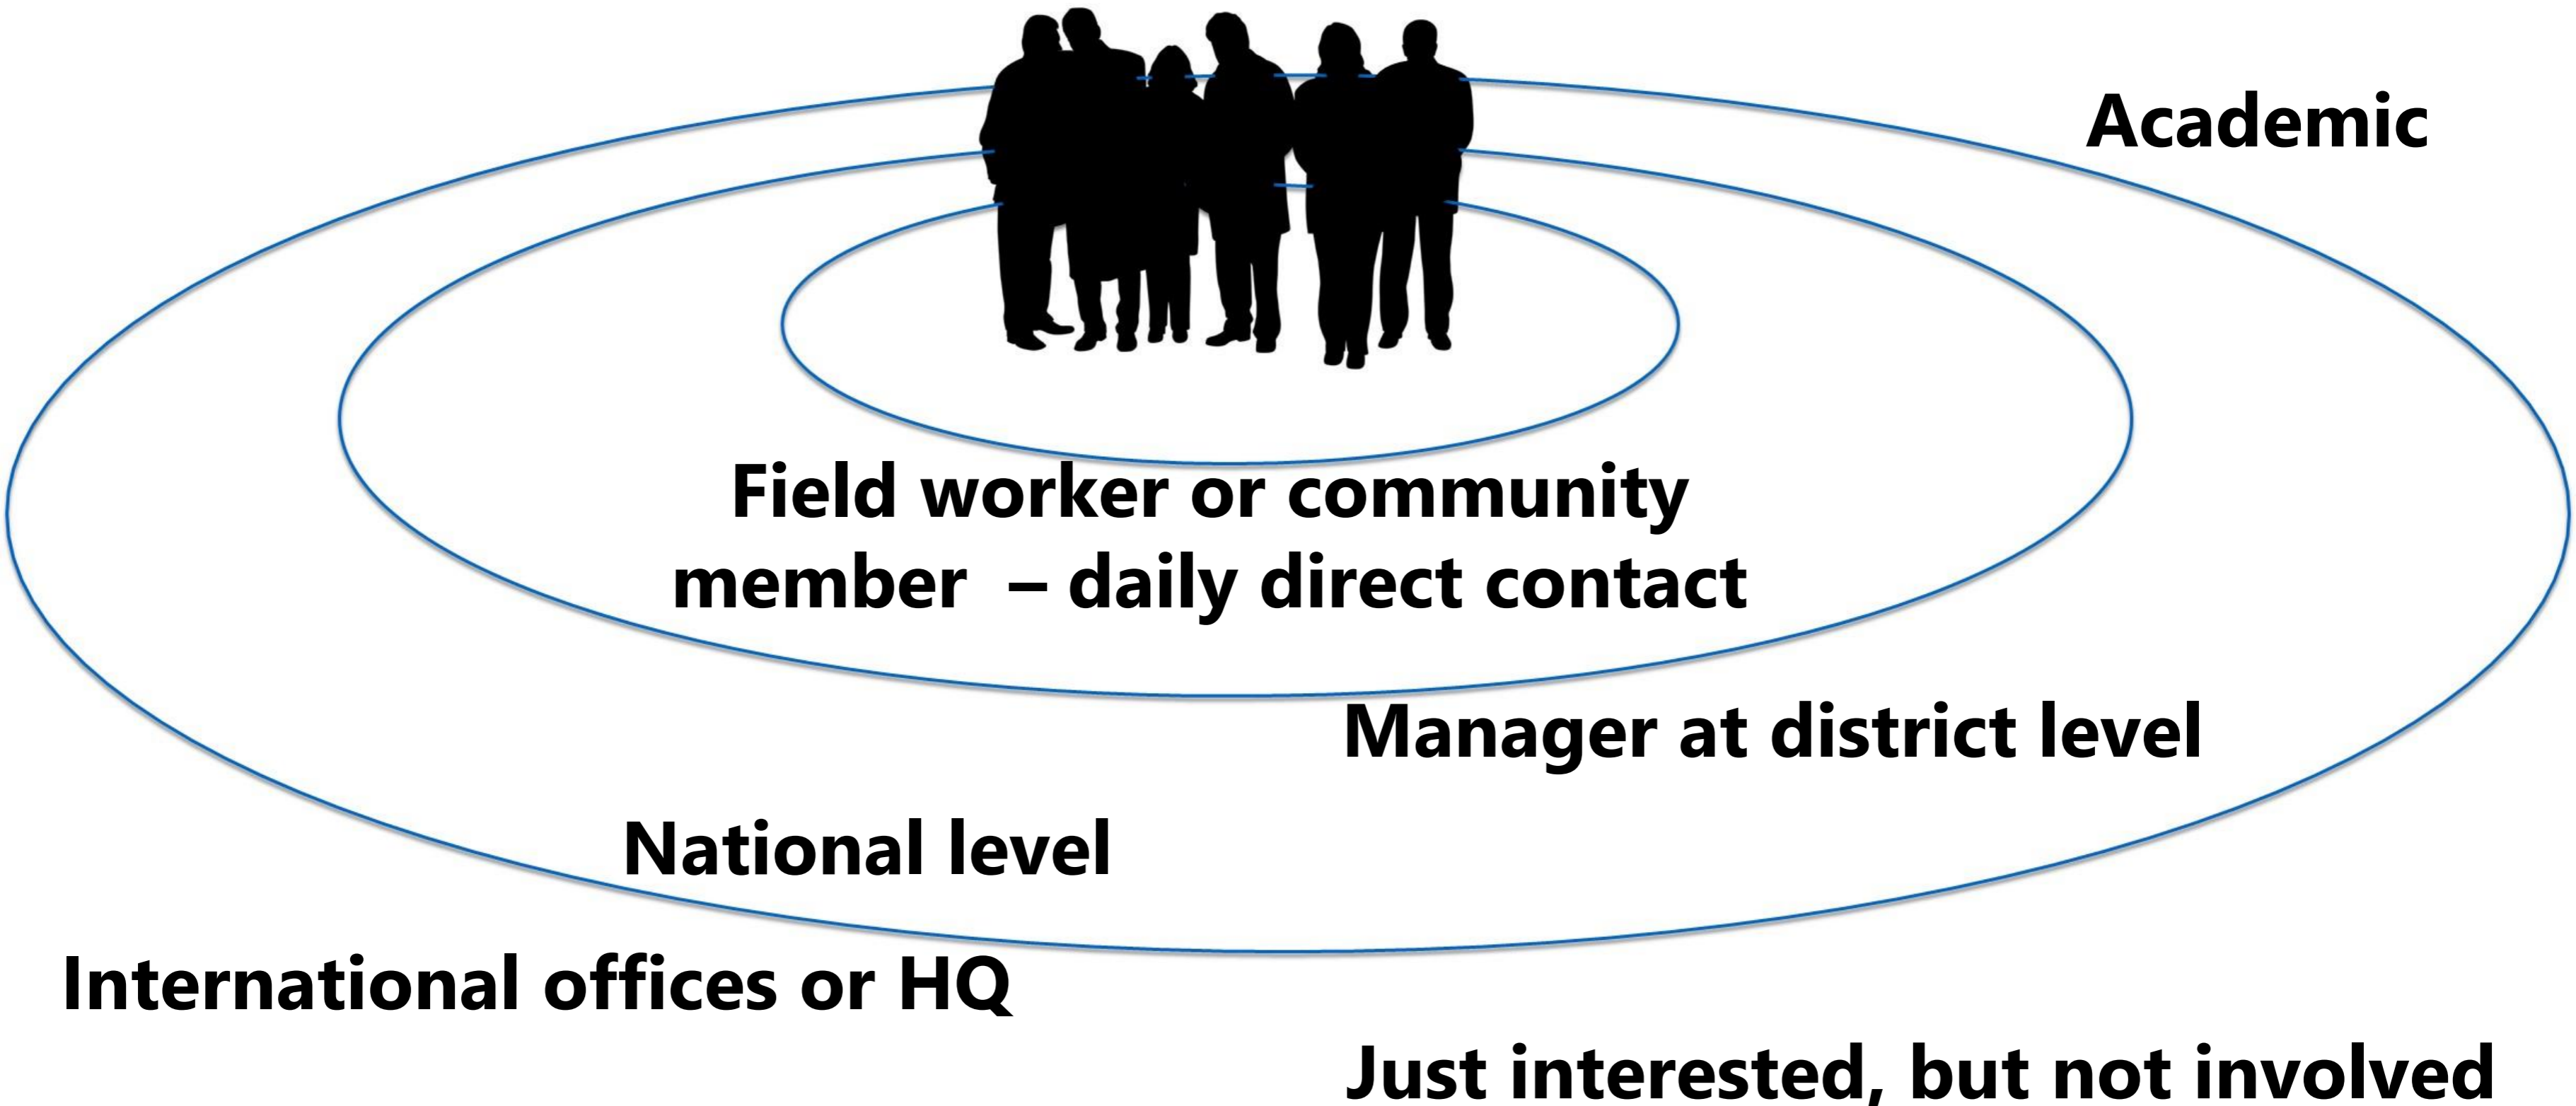 Academic
Field worker or community
member – daily direct contact
Manager at district level
National level
International offices or HQ
Just interested, but not involved